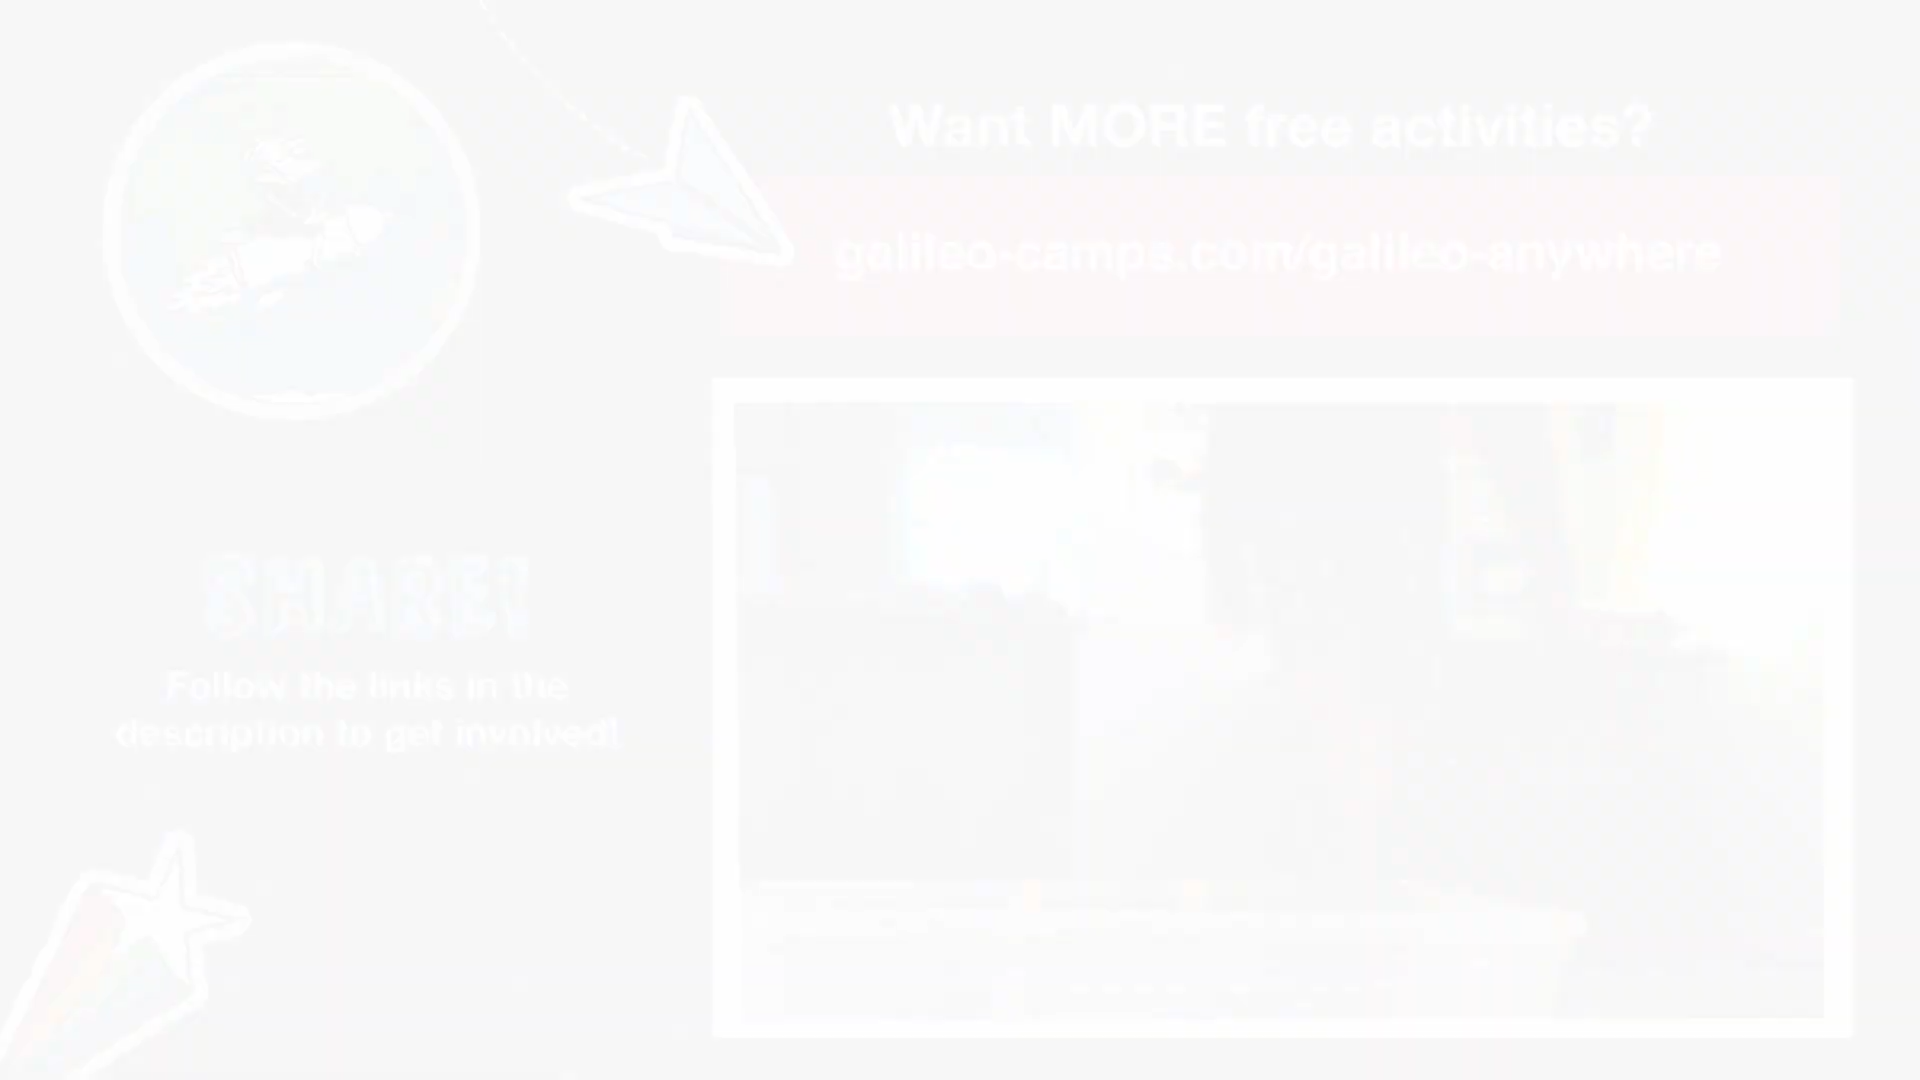 Want MORE free activities?
galileo-camps.com/galileo-anywhere
SHARE!
Follow the links in the
description to get involved!